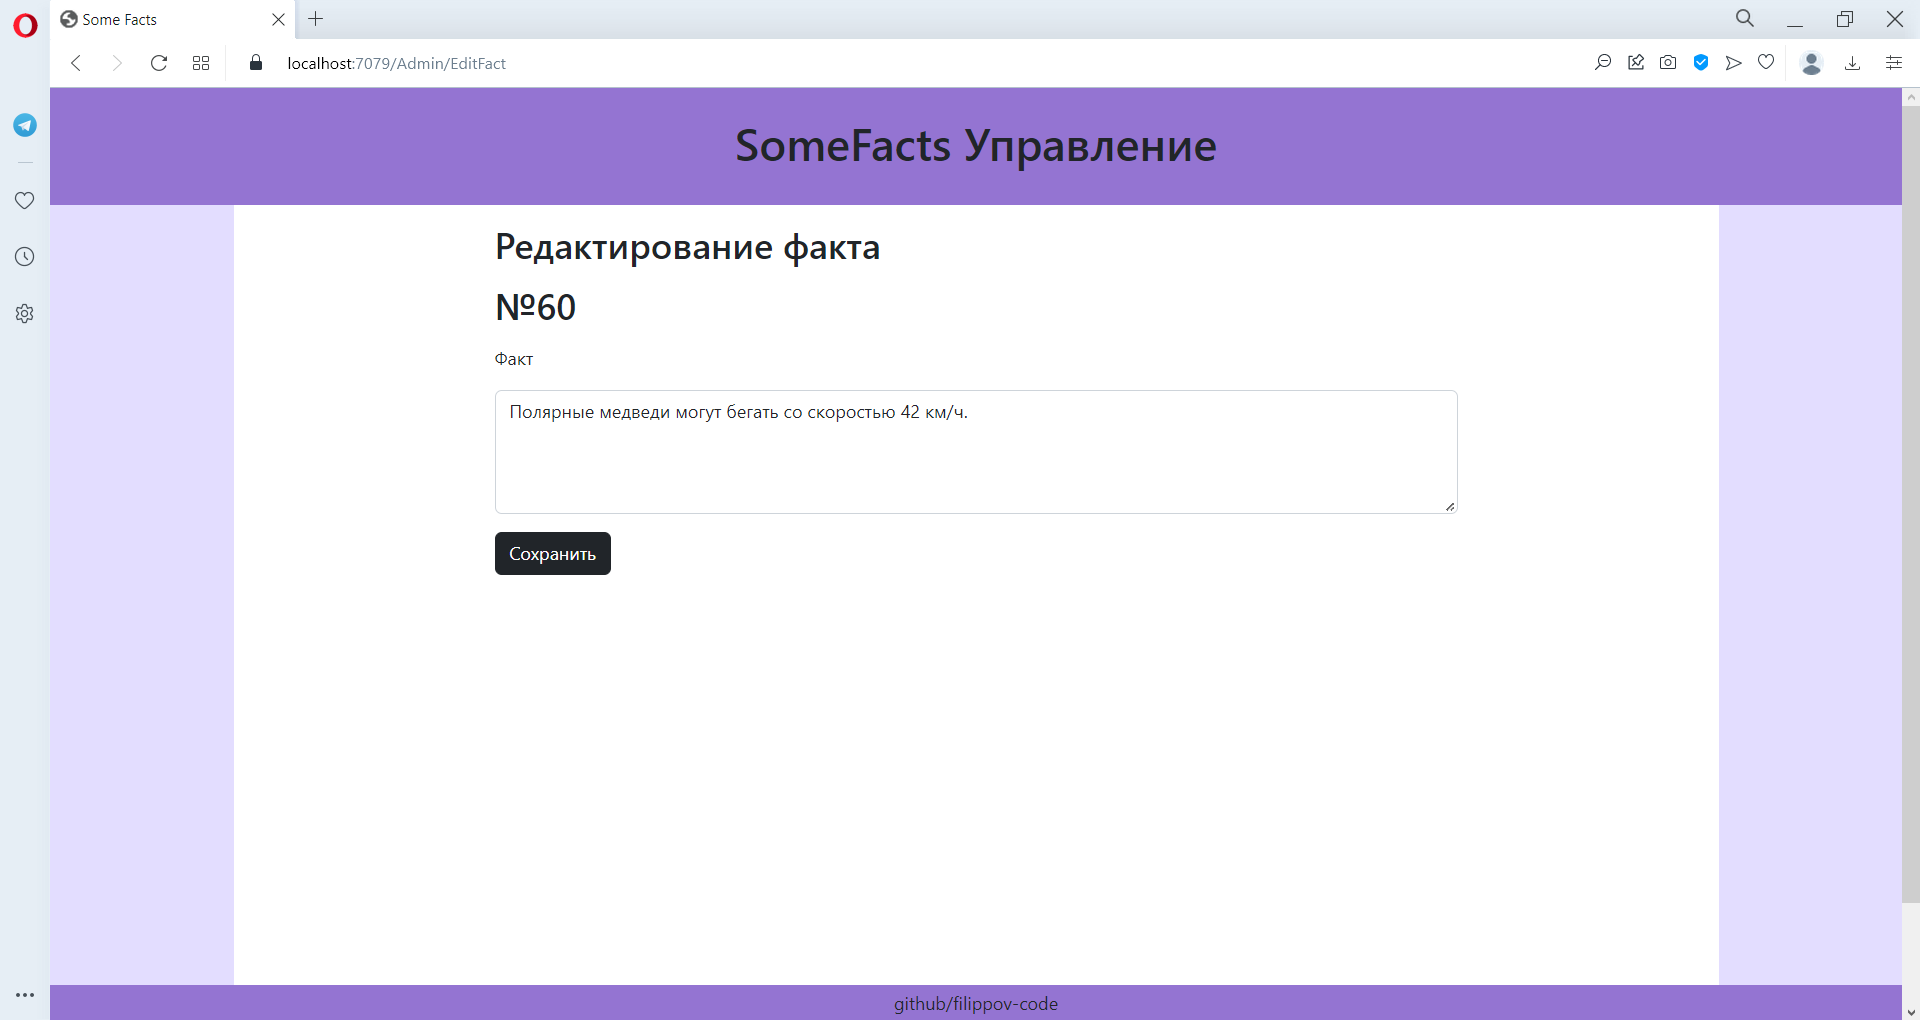 Some Facts
localhost:7079/Admin/EditFact
SomeFacts Управление
Редактирование факта
№60
Факт
Полярные медведи могут бегать со скоростью 42 км/ч.
Сохранить
github/filippov-code